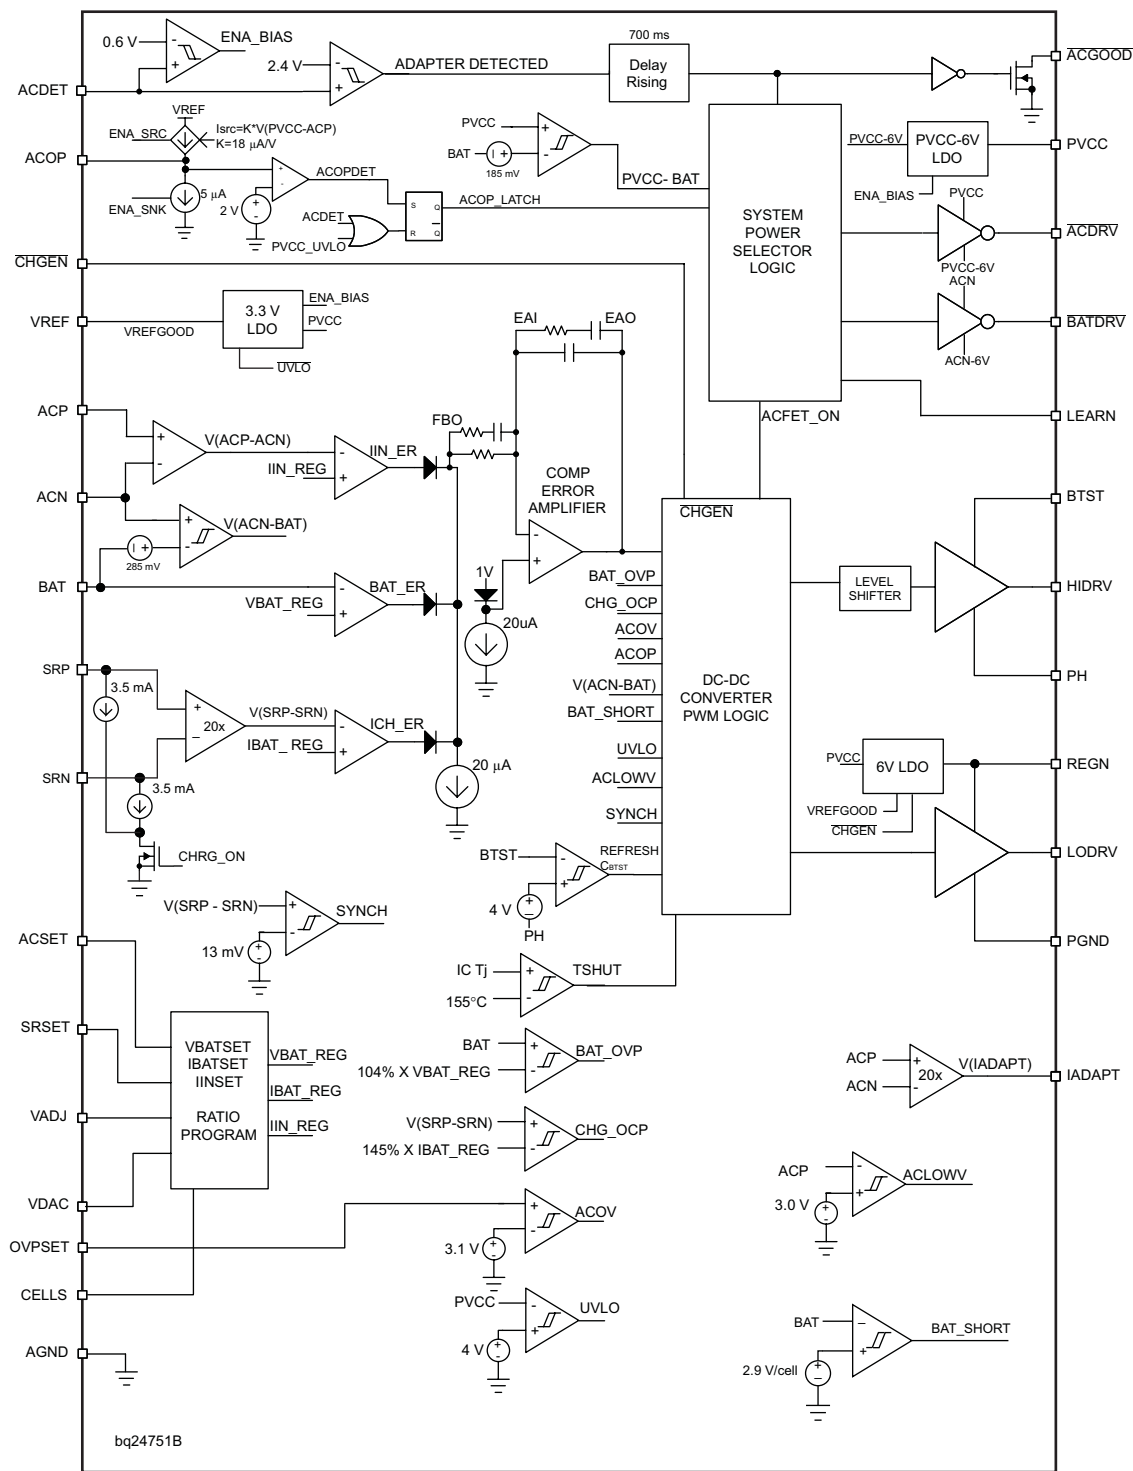 0.6 V
ENA_BIAS
2.4 V
ADAPTER DETECTED
700 ms
Delay
Rising
ACGOOD
ACDET
VREF
ENA_SRC
Isrc=K*V(PVCC-ACP)
K=18 µA/V
ACOP
ENA_SNK
5 µA
2 V
ACOPDET
ACDET
PVCC_UVLO
S
R
Q
Q
ACOP_LATCH
PVCC
BAT
185 mV
PVCC- BAT
SYSTEM
POWER
SELECTOR
LOGIC
PVCC-6V
PVCC-6V
LDO
ENA_BIAS
PVCC
PVCC
ACDRV
PVCC-6V
ACN
BATDRV
ACN-6V
LEARN
ACFET_ON
CHGEN
VREF
VREFGOOD
3.3 V
LDO
ENA_BIAS
PVCC
UVLO
EAI
EAO
FBO
COMP
ERROR
AMPLIFIER
ACP
V(ACP-ACN)
IIN_REG
IIN_ER
ACN
V(ACN-BAT)
285 mV
BAT
VBAT_REG
BAT_ER
1V
20uA
SRP
3.5 mA
20x
V(SRP-SRN)
IBAT_ REG
ICH_ER
20 µA
SRN
3.5 mA
CHRG_ON
CHGEN
BAT_OVP
CHG_OCP
ACOV
ACOP
V(ACN-BAT)
BAT_SHORT
UVLO
ACLOWV
SYNCH
DC-DC
CONVERTER
PWM LOGIC
LEVEL
SHIFTER
BTST
HIDRV
PH
PVCC
6V LDO
REGN
VREFGOOD
CHGEN
LODRV
PGND
BTST
4 V
PH
REFRESH
CBTST
V(SRP - SRN)
13 mV
SYNCH
IC Tj
155°C
TSHUT
ACSET
SRSET
VADJ
VDAC
OVPSET
CELLS
AGND
VBATSET
IBATSET
IINSET
RATIO
PROGRAM
VBAT_REG
IBAT_REG
IIN_REG
BAT
104% X VBAT_REG
BAT_OVP
V(SRP-SRN)
145% X IBAT_REG
CHG_OCP
3.1 V
ACOV
PVCC
4 V
UVLO
ACP
ACN
20x
V(IADAPT)
IADAPT
ACP
3.0 V
ACLOWV
BAT
2.9 V/cell
BAT_SHORT
bq24751B